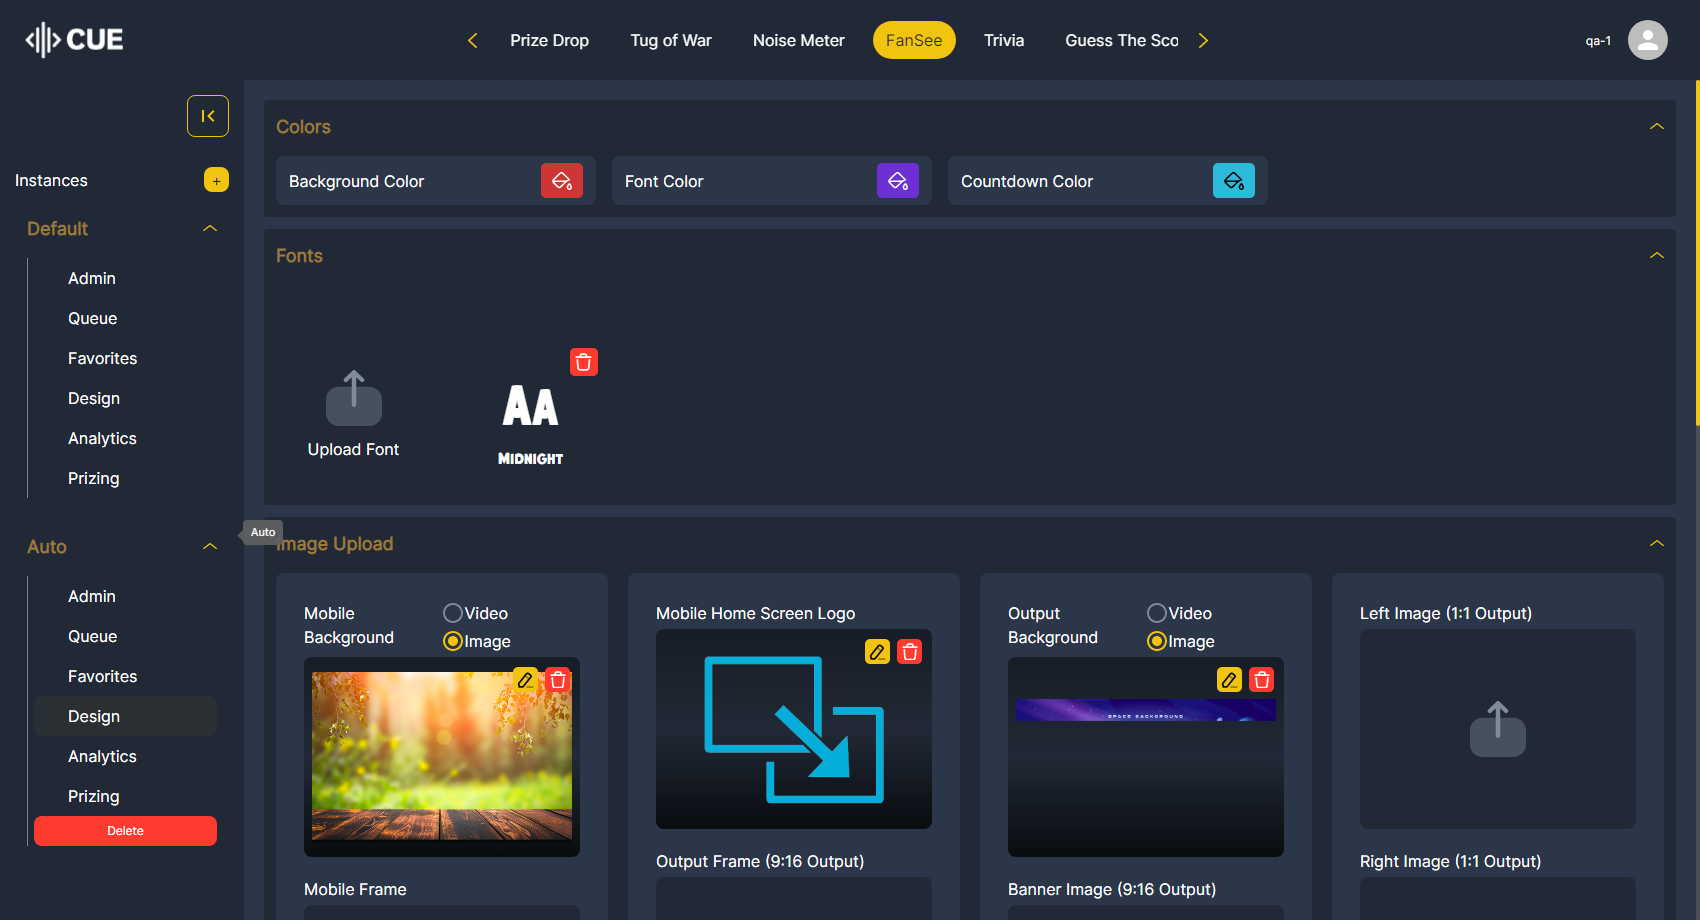 CUE
Prize Drop
Tug of War
Noise Meter
FanSee
Trivia
Guess The Sco
qa-1
Instances
+
Default
Admin
Queue
Favorites
Design
Analytics
Prizing
Auto
Admin
Queue
Favorites
Design
Analytics
Prizing
Delete
Auto
Colors
Background Color
Font Color
Countdown Color
Fonts
Upload Font
AA
MIDNIGHT
Image Upload
Mobile
Background
Video
Image
Mobile Frame
Mobile Home Screen Logo
Output Frame (9:16 Output)
Output
Background
Video
Image
SPACE BACKGROUND
Banner Image (9:16 Output)
Left Image (1:1 Output)
Right Image (1:1 Output)